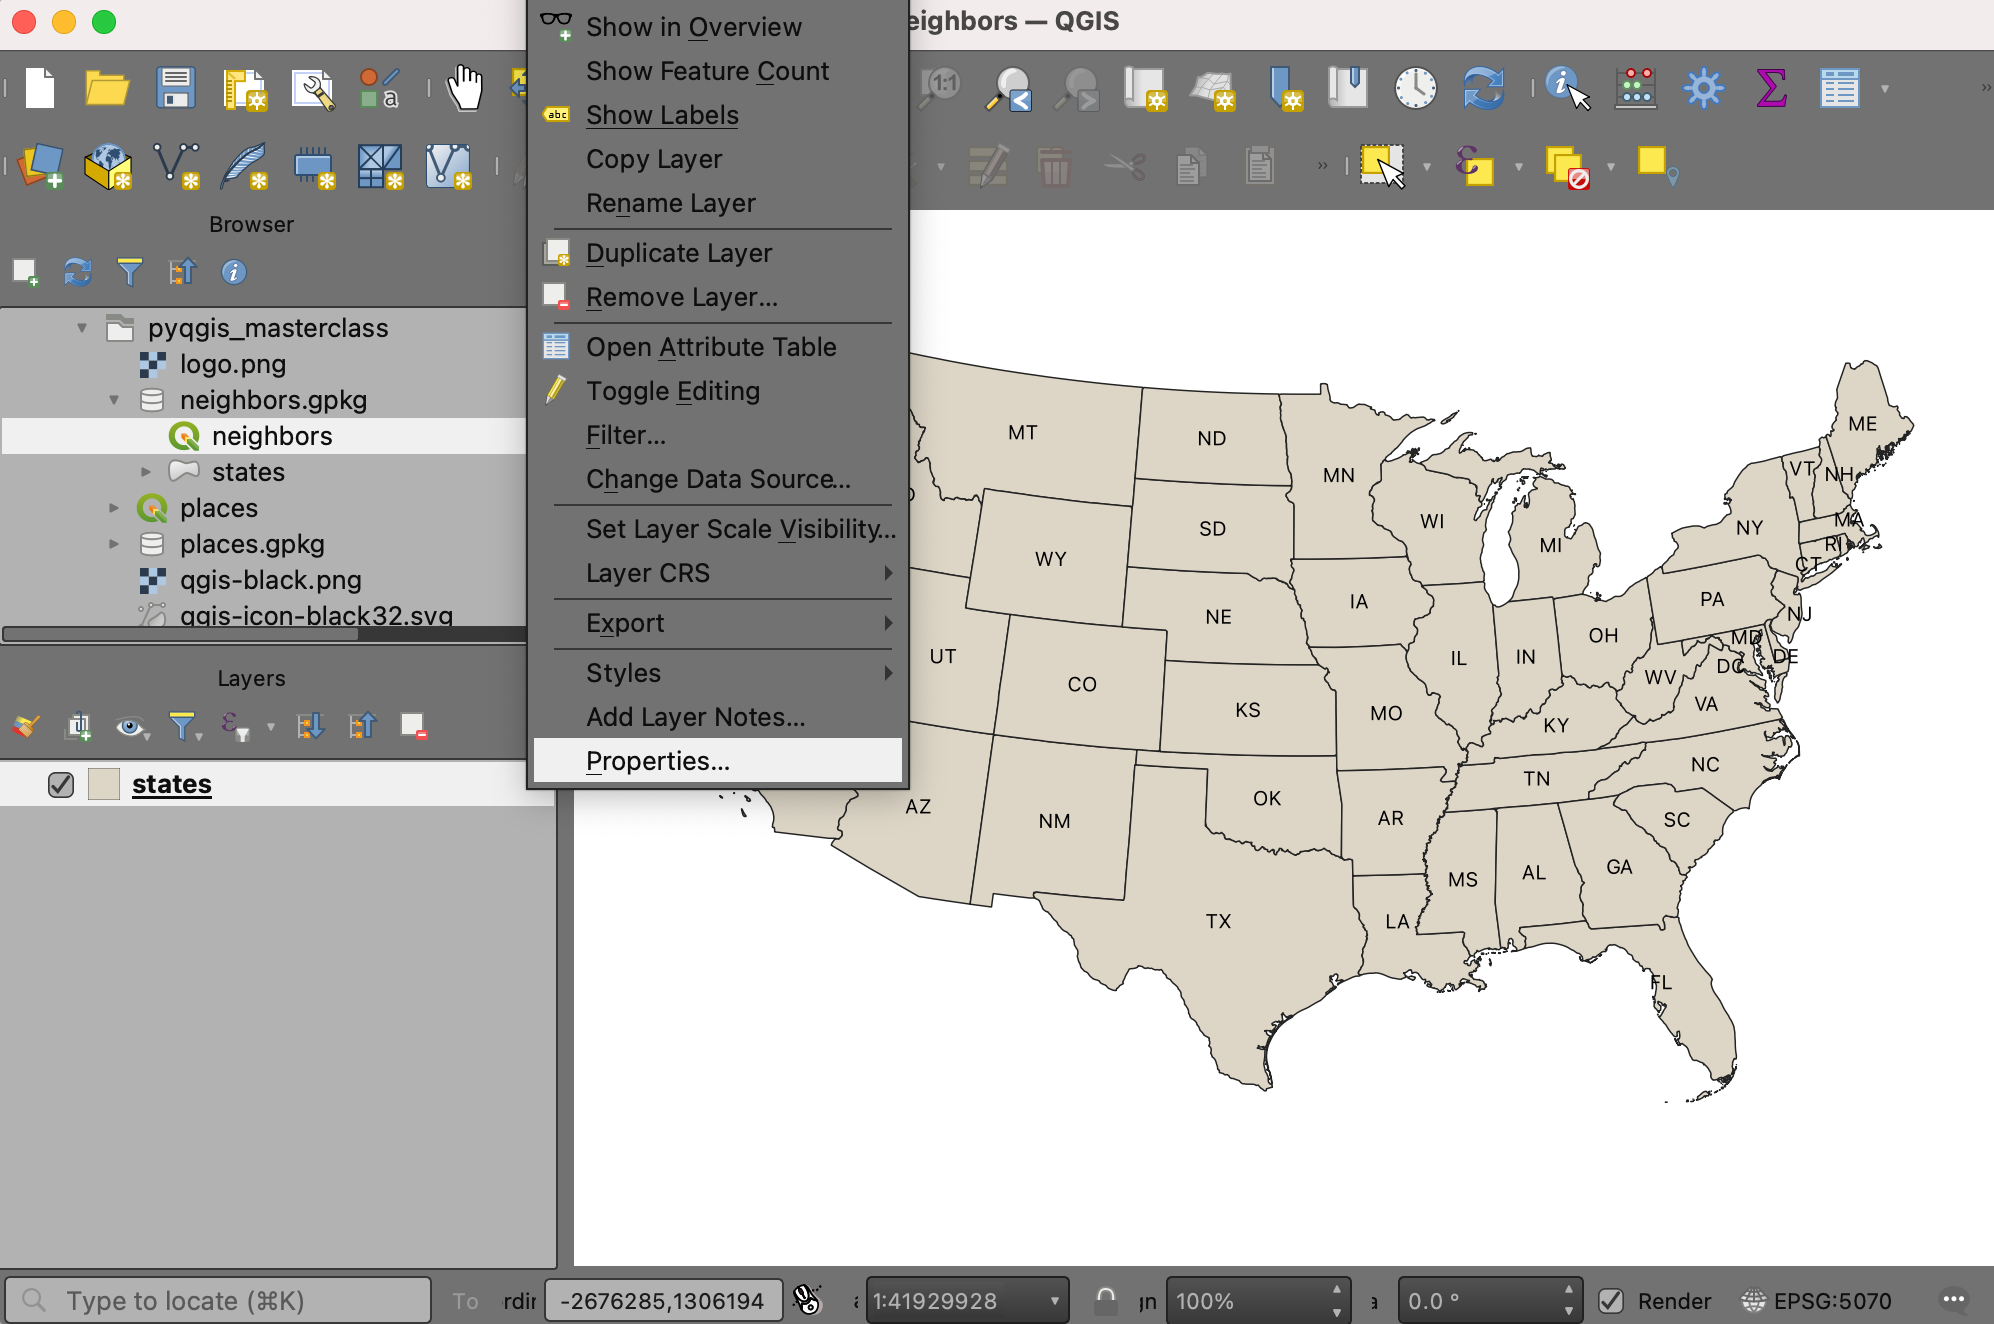 eighbors — QGIS
Show in Overview
Show Feature Count
Show Labels
Copy Layer
Rename Layer
Duplicate Layer
Remove Layer...
Open Attribute Table
Toggle Editing
Filter...
Change Data Source...
Set Layer Scale Visibility...
Layer CRS
Export
Styles
Add Layer Notes...
Properties...
abc
1:1
a
Browser
pyqgis_masterclass
logo.png
neighbors.gpkg
neighbors
states
places
places.gpkg
qgis-black.png
qgis-icon-black32.svg
Layers
states
MT
ND
MN
ME
VT
NH
WI
MI
NY
MA
RI
CT
SD
WY
IA
NE
PA
NJ
OH
MD
DE
DC
UT
CO
IL
IN
WV
VA
KS
MO
KY
NC
TN
AZ
NM
OK
AR
SC
MS
AL
GA
TX
LA
FL
Type to locate (⌘K)
To
rdir
-2676285,1306194
1:41929928
gn
100%
a
0.0 °
Render
EPSG:5070